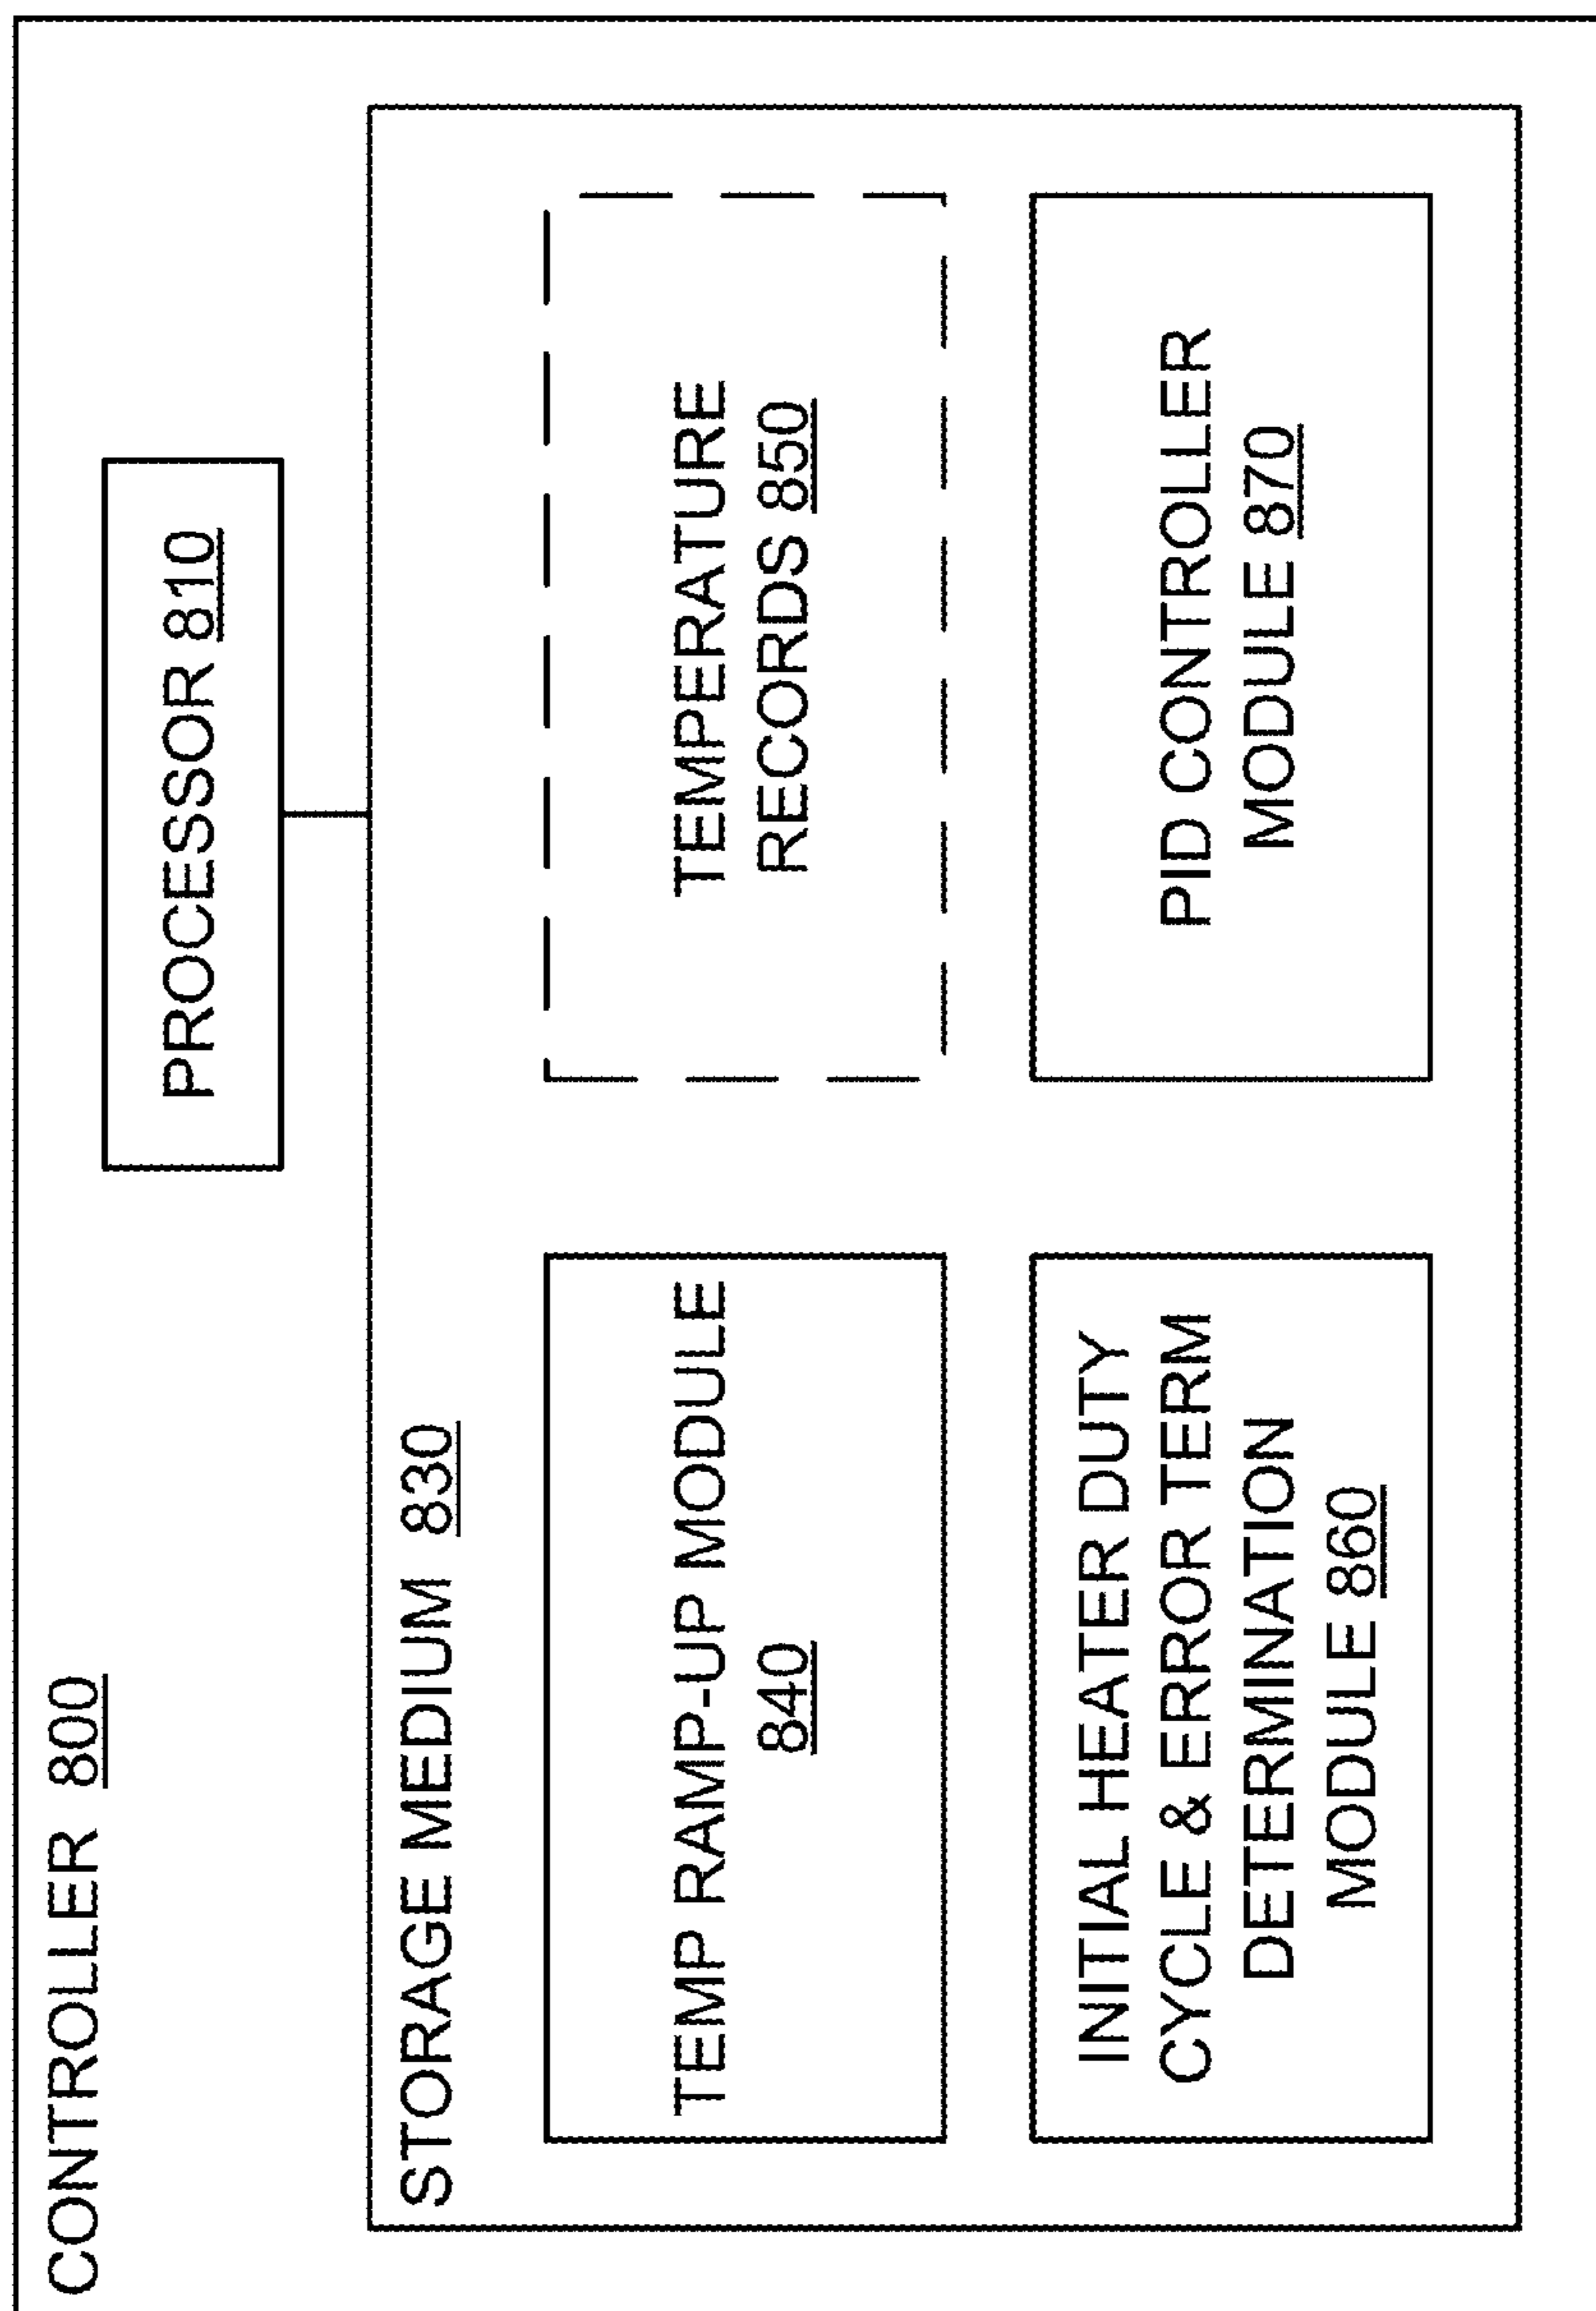 CONTROLLER 800
PROCESSOR 810
STORAGE MEDIUM 830
TEMP RAMP-UP MODULE
840
TEMPERATURE
RECORDS 850
INITIAL HEATER DUTY
CYCLE & ERROR TERM
DETERMINATION
MODULE 860
PID CONTROLLER
MODULE 870